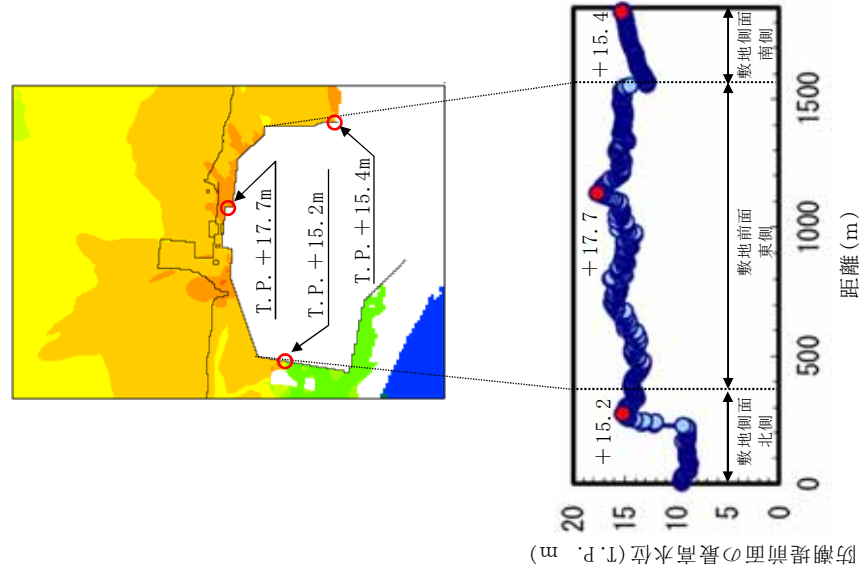 T.P.+17.7m
T.P.+15.2m
T.P.+15.4m
防潮堤前面の最高水位(T.P. m)
20
15
10
5
0
+15.2
+17.7
+15.4
敷地側面
北側
敷地前面
東側
敷地側面
南側
0
500
1000
1500
距離(m)